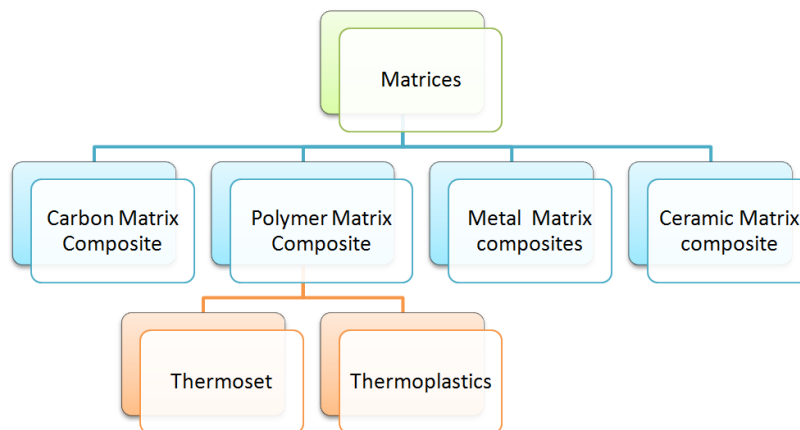 Matrices
Carbon Matrix
Composite
Polymer Matrix
Composite
Metal Matrix
composites
Ceramic Matrix
composite
Thermoset
Thermoplastics